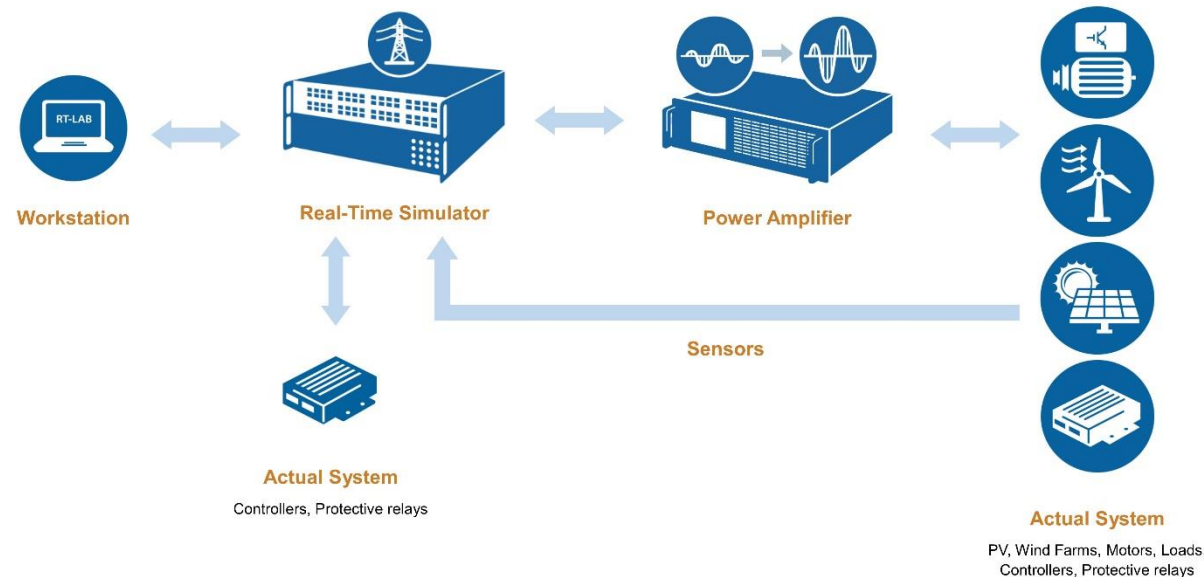 RT-LAB
Workstation
Real-Time Simulator
Power Amplifier
Sensors
Actual System
Controllers, Protective relays
Actual System
PV, Wind Farms, Motors, Loads
Controllers, Protective relays